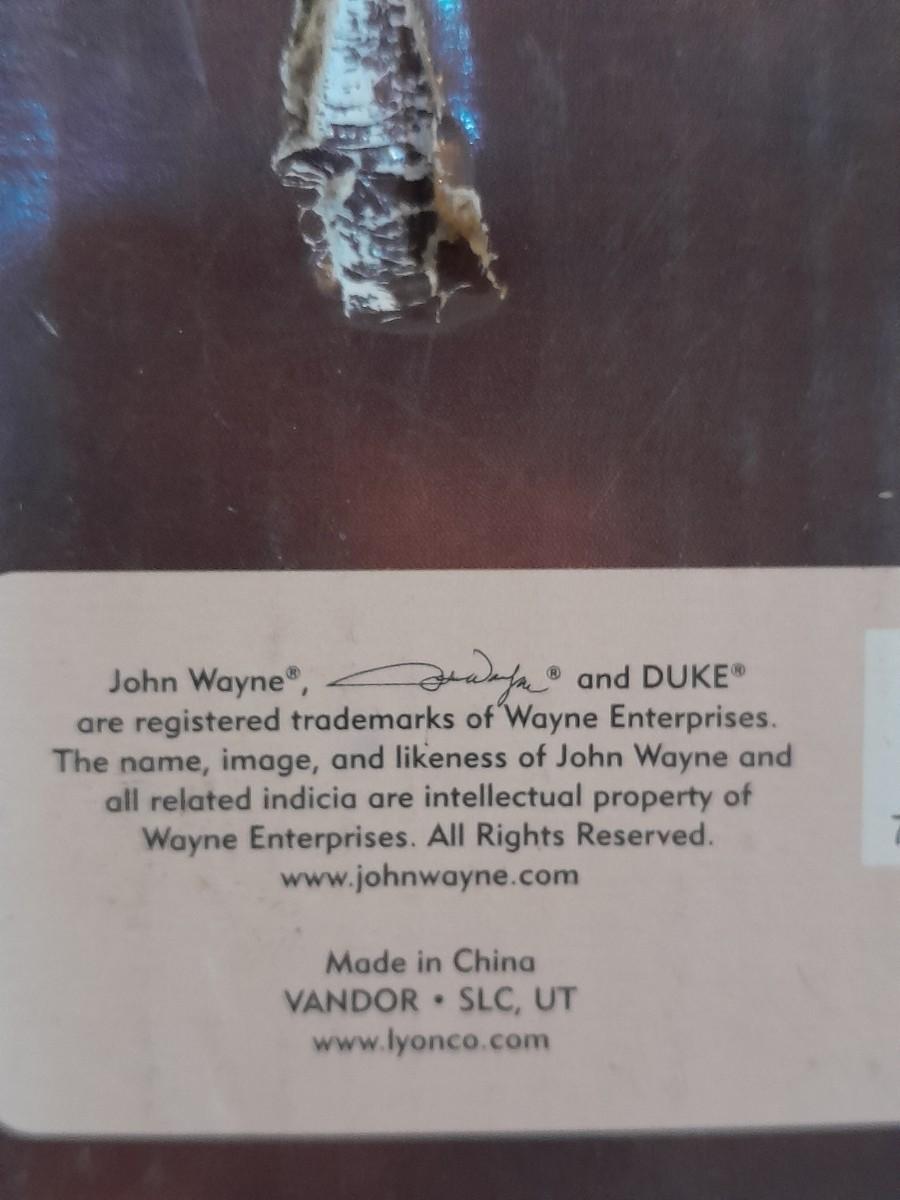 John Wayne®, John Wayne® and DUKE®
are registered trademarks of Wayne Enterprises.
The name, image, and likeness of John Wayne and
all related indicia are intellectual property of
Wayne Enterprises. All Rights Reserved.
www.johnwayne.com
Made in China
VANDOR • SLC, UT
www.lyonco.com